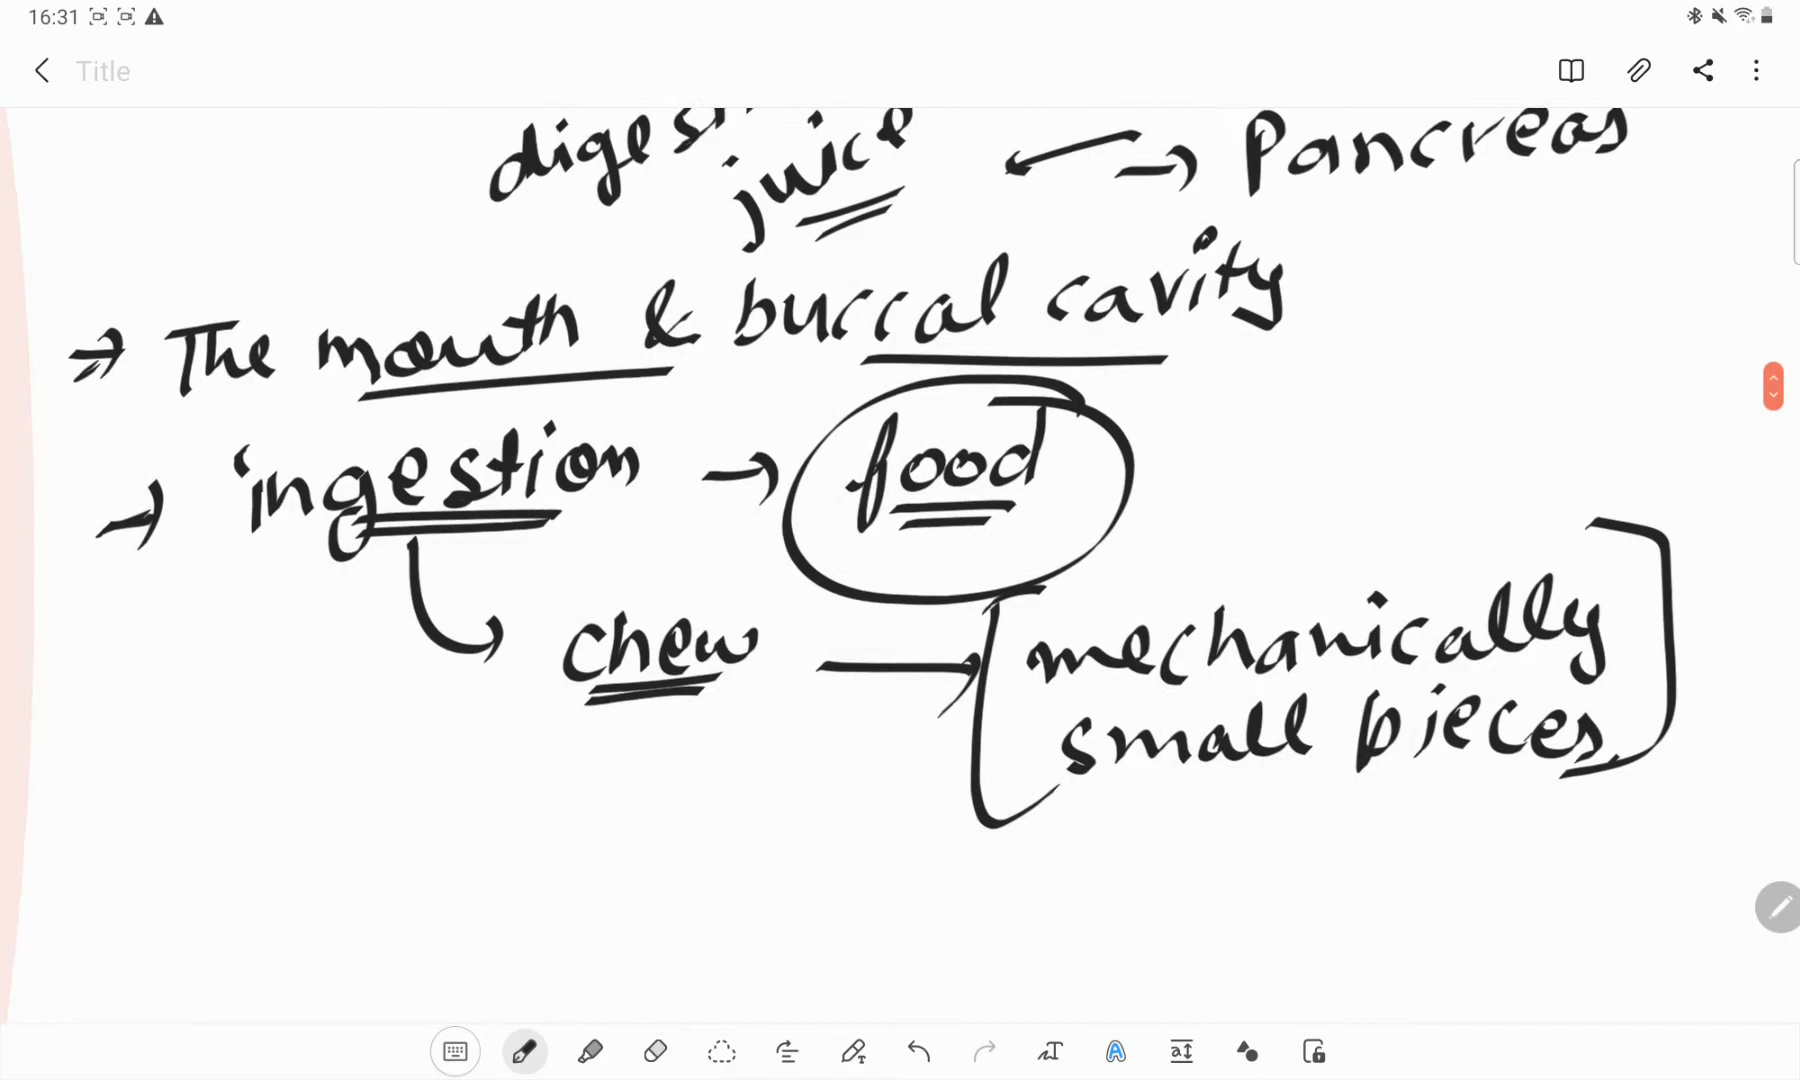 16:31
Title
juice → Pancreas
⇒ The mouth & buccal cavity
→ ingestion → food
chew → mechanically
small pieces